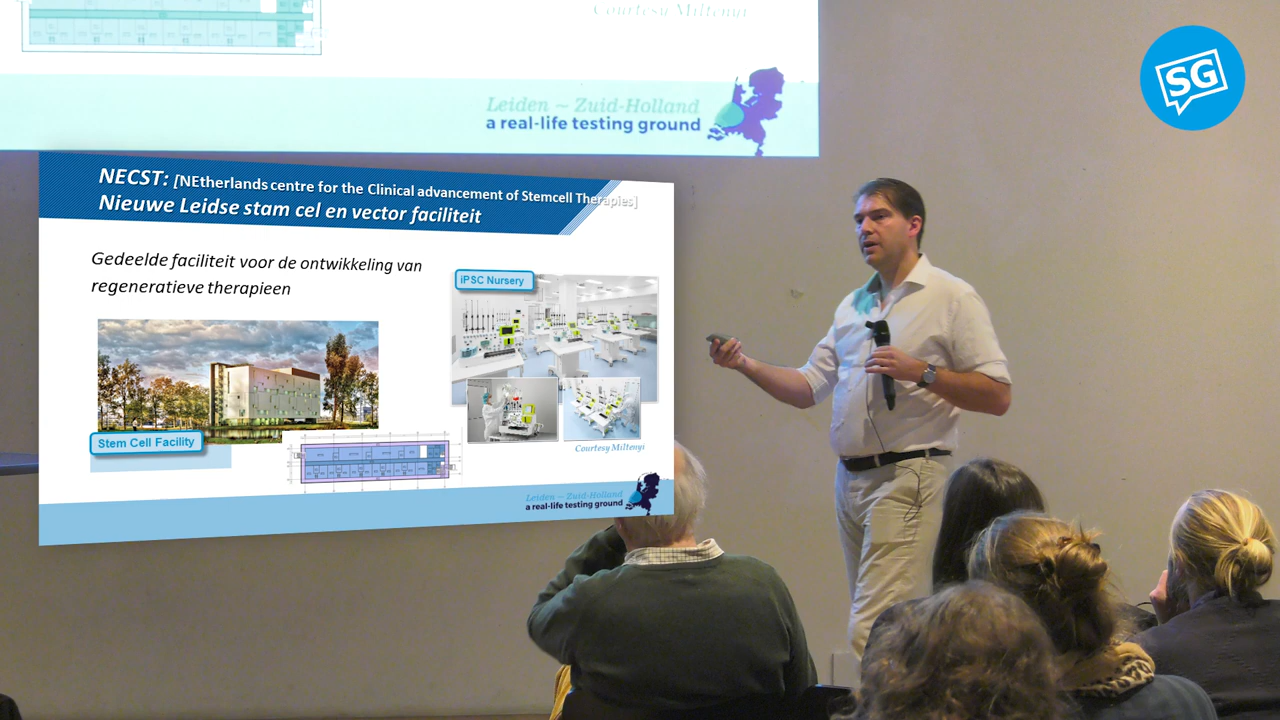 Courtesy Miltenyi
SG
Leiden ~ Zuid-Holland
a real-life testing ground
NECST: [NEtherlands centre for the Clinical advancement of Stemcell Therapies]
Nieuwe Leidse stam cel en vector faciliteit
Gedeelde faciliteit voor de ontwikkeling van
regeneratieve therapieen
iPSC Nursery
Stem Cell Facility
Courtesy Miltenyi
Leiden ~ Zuid-Holland
a real-life testing ground